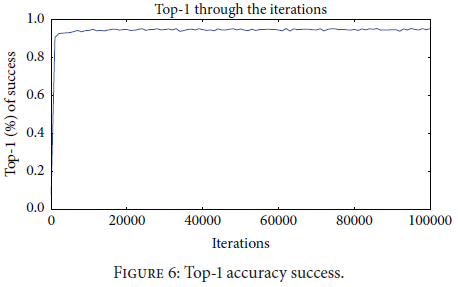 Top-1 through the iterations
1.0
0.8
0.6
0.4
0.2
0.0
Top-1 (%) of success
0 20000 40000 60000 80000 100000
Iterations
FIGURE 6: Top-1 accuracy success.